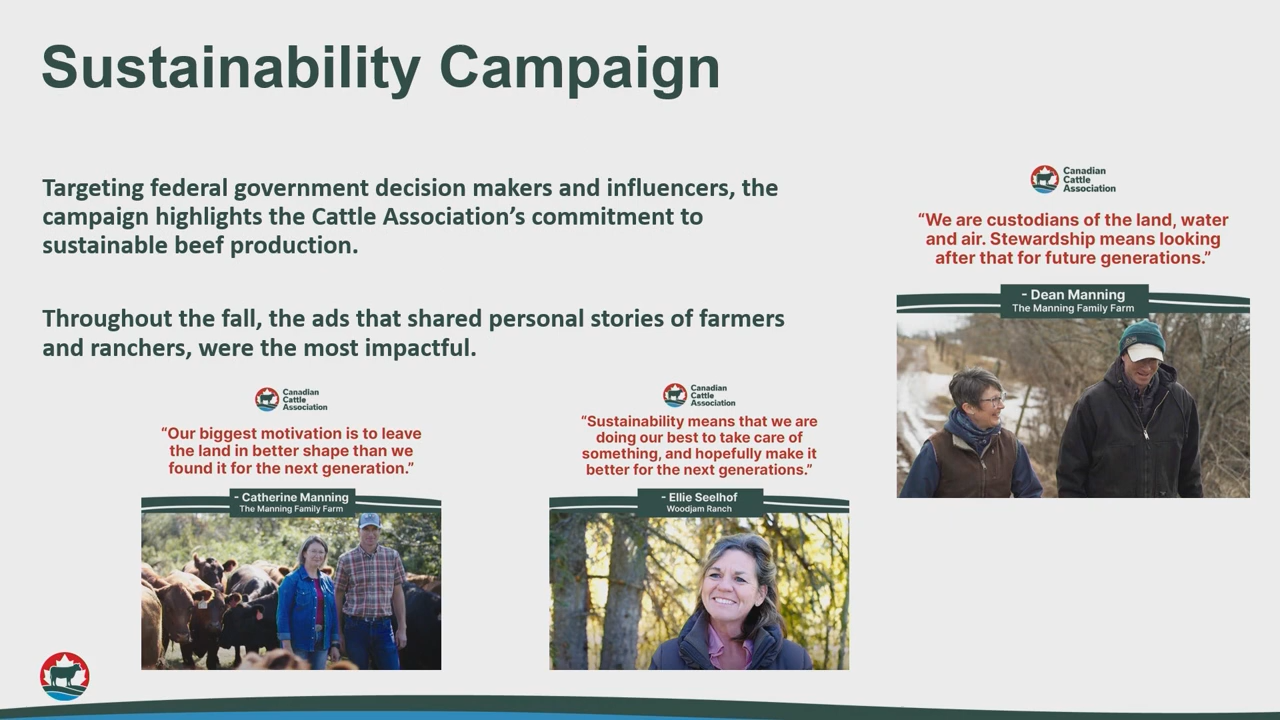 Sustainability Campaign
Targeting federal government decision makers and influencers, the
campaign highlights the Cattle Association’s commitment to
sustainable beef production.
Throughout the fall, the ads that shared personal stories of farmers
and ranchers, were the most impactful.
Canadian
Cattle
Association
“Our biggest motivation is to leave
the land in better shape than we
found it for the next generation.”
- Catherine Manning
The Manning Family Farm
Canadian
Cattle
Association
“Sustainability means that we are
doing our best to take care of
something, and hopefully make it
better for the next generations.”
- Ellie Seelhof
Woodjam Ranch
Canadian
Cattle
Association
“We are custodians of the land, water
and air. Stewardship means looking
after that for future generations.”
- Dean Manning
The Manning Family Farm